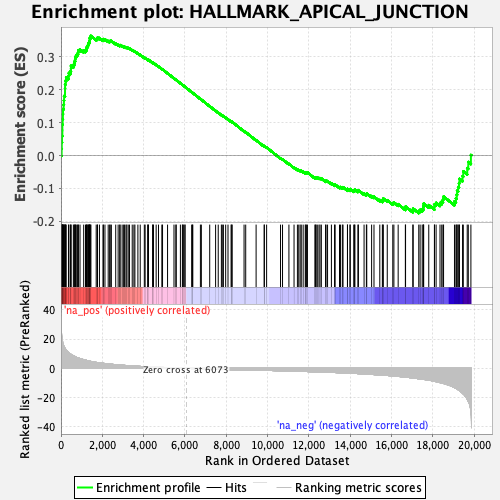 Enrichment plot: HALLMARK_APICAL_JUNCTION
Enrichment score (ES)
0.3
0.2
0.1
0.0
-0.1
-0.2
'na_pos' (positively correlated)
Ranked list metric (PreRanked)
40
20
0
-20
-40
Zero cross at 6073
'na_neg' (negatively correlated)
0
2,000
4,000
6,000
8,000
10,000
12,000
14,000
16,000
18,000
20,000
Rank in Ordered Dataset
Enrichment profile
Hits
Ranking metric scores